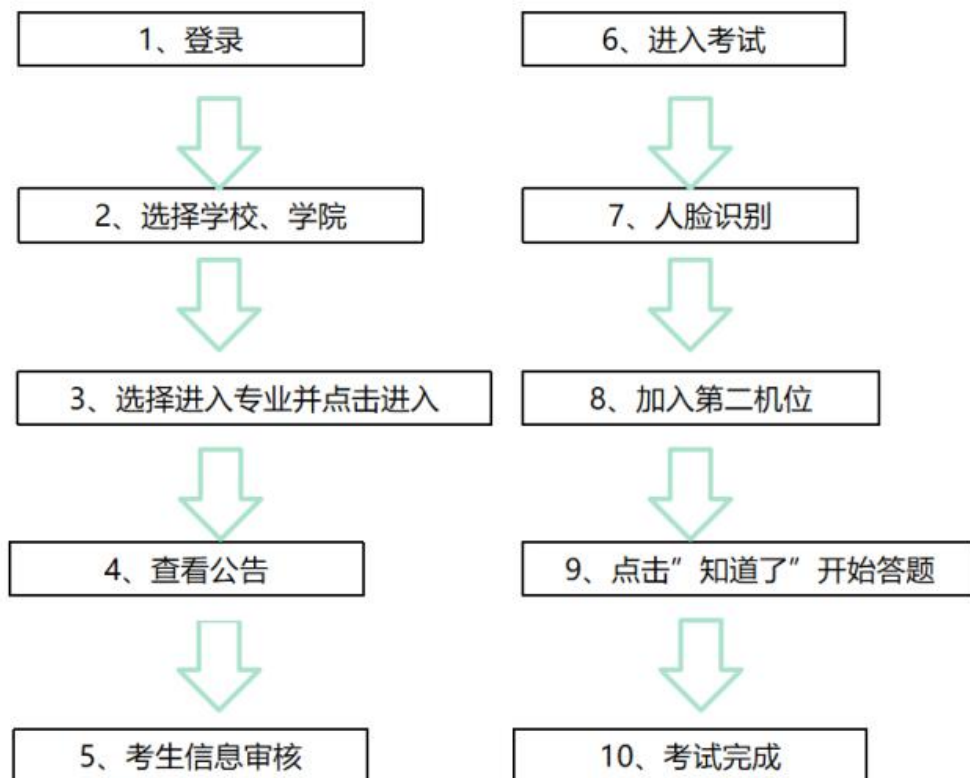 1、登录
2、选择学校、学院
3、选择进入专业并点击进入
4、查看公告
5、考生信息审核
6、进入考试
7、人脸识别
8、加入第二机位
9、点击”知道了”开始答题
10、考试完成